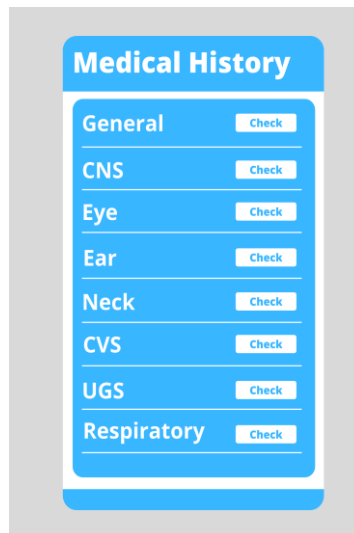 Medical History
General Check
CNS Check
Eye Check
Ear Check
Neck Check
CVS Check
UGS Check
Respiratory Check